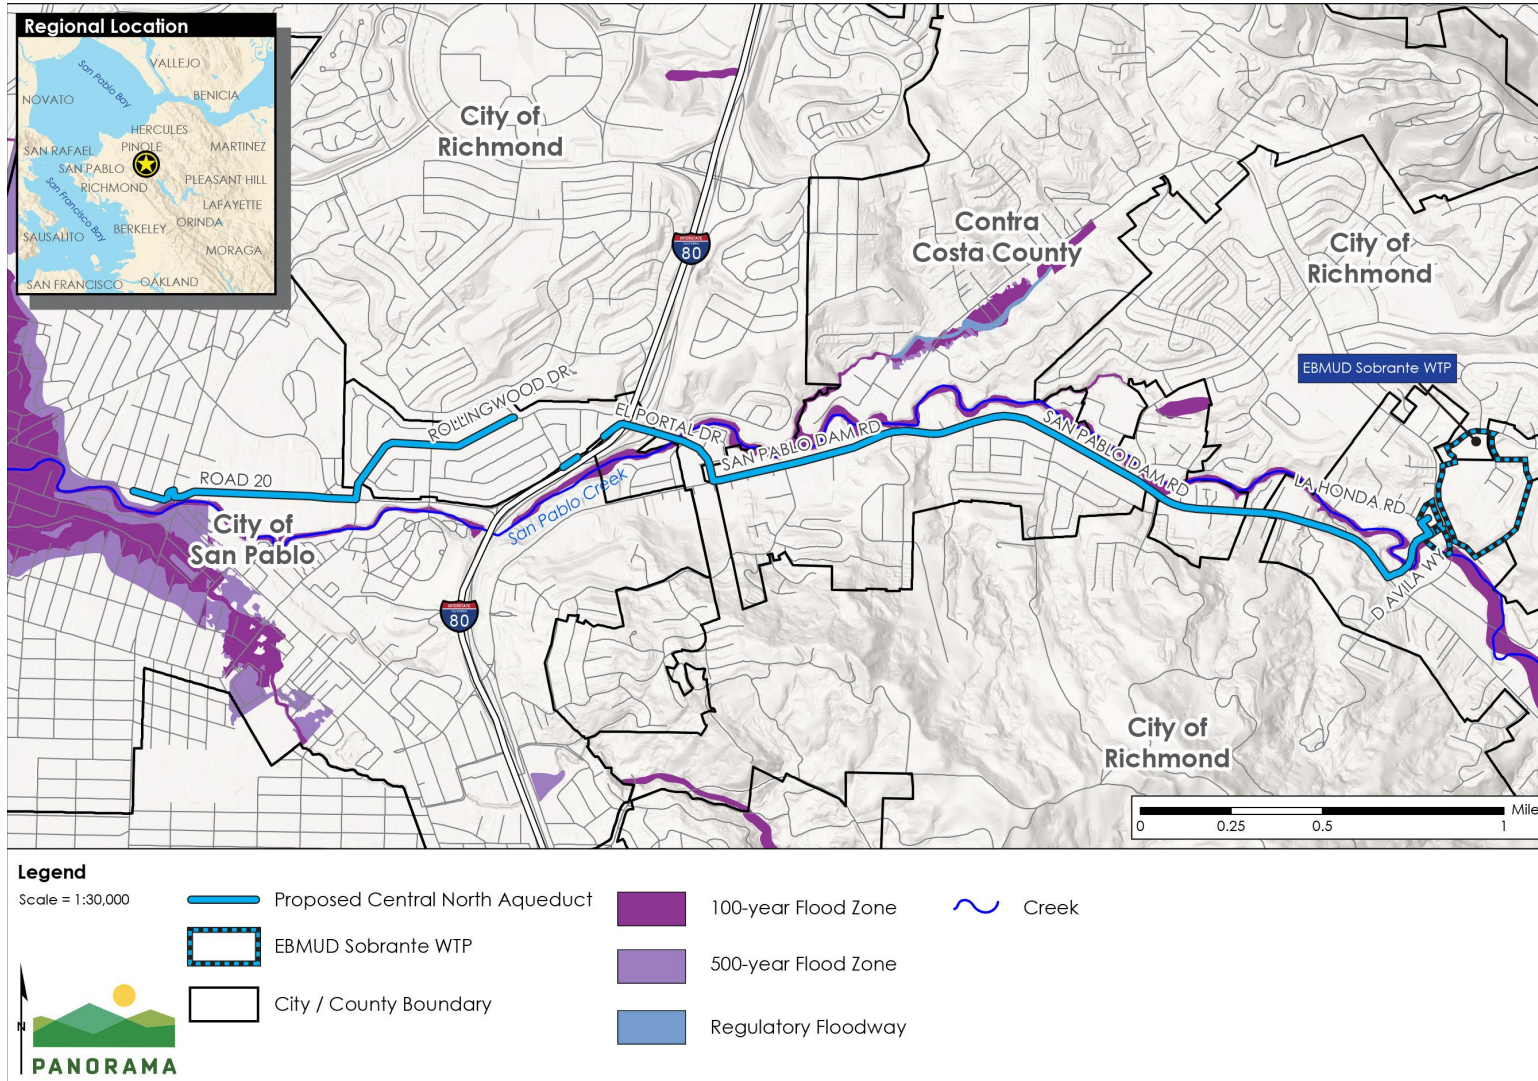 Regional Location
VALLEJO
San Pablo Bay
NOVATO
BENICIA
HERCULES
SAN RAFAEL
PINOLE
MARTINEZ
SAN PABLO
RICHMOND
PLEASANT HILL
San Francisco Bay
LAFAYETTE
ORINDA
BERKELEY
SAUSALITO
MORAGA
SAN FRANCISCO
OAKLAND
City of
Richmond
INTERSTATE
CALIFORNIA
80
Contra
Costa County
City of
Richmond
EBMUD Sobrante WTP
ROLLINGWOOD DR
EL PORTAL DR
SAN PABLO DAM RD
SAN PABLO DAM RD
ROAD 20
LA HONDA RD
San Pablo Creek
City of
San Pablo
D AVILA WY
INTERSTATE
CALIFORNIA
80
City of
Richmond
Mile
0
0.25
0.5
1
Legend
Scale = 1:30,000
Proposed Central North Aqueduct
EBMUD Sobrante WTP
City / County Boundary
100-year Flood Zone
500-year Flood Zone
Regulatory Floodway
Creek
N
PANORAMA